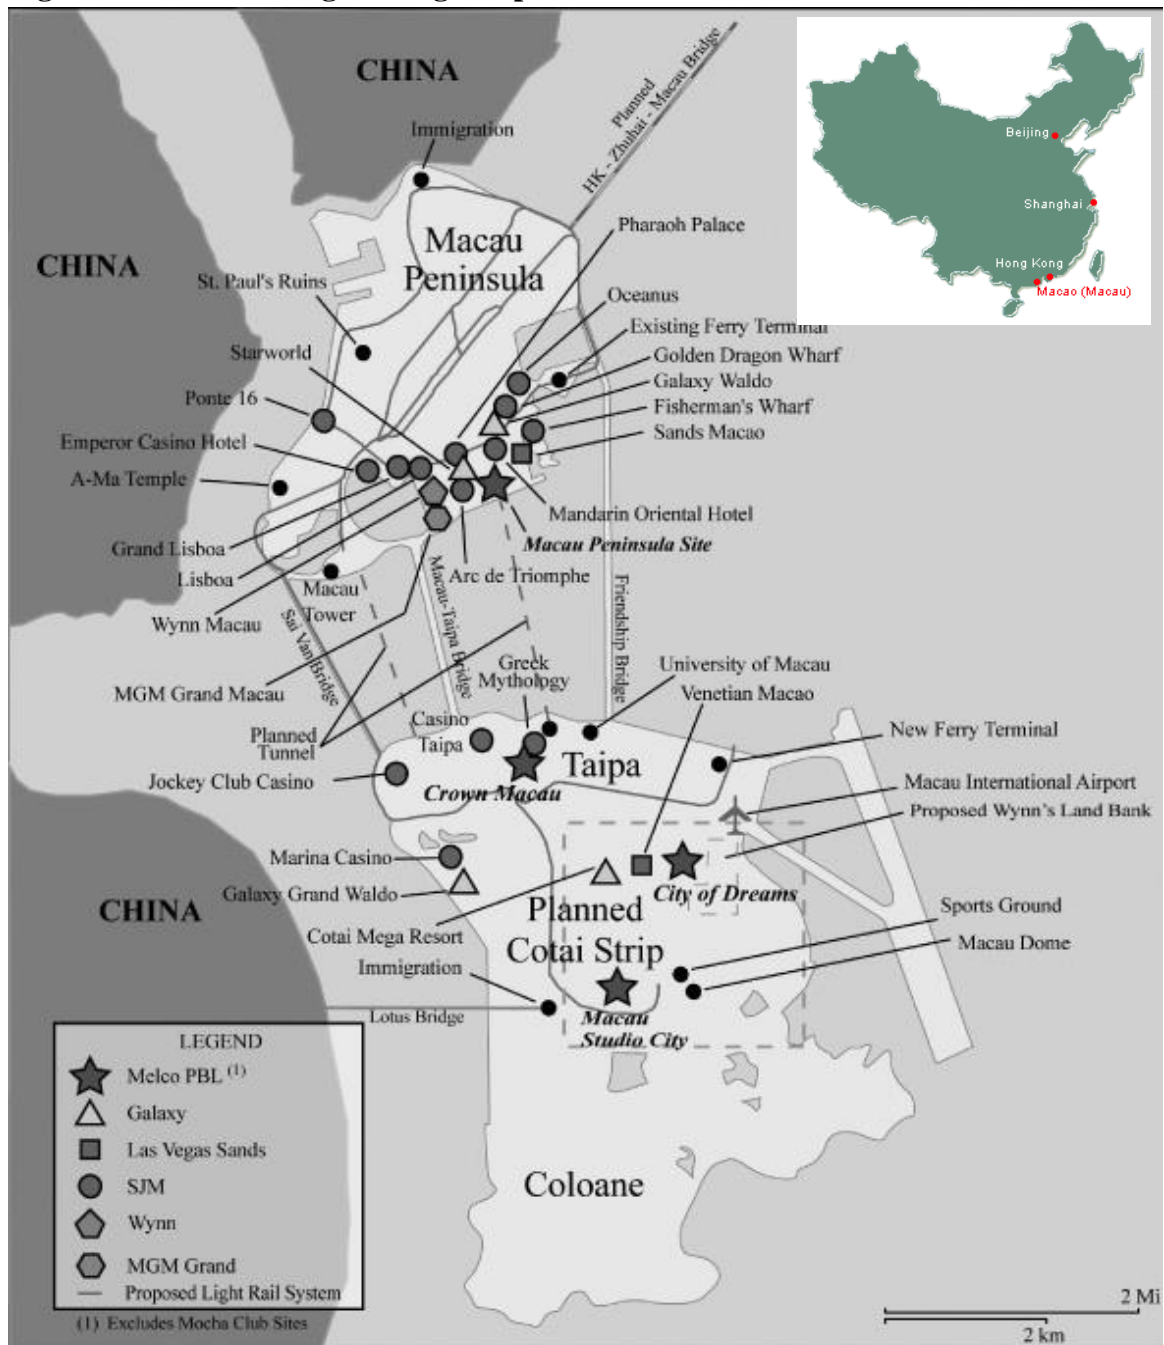 CHINA
Planned
HK - Zhuhai - Macau Bridge
Immigration
Beijing
Shanghai
Hong Kong
Macao (Macau)
Macau
Peninsula
Pharaoh Palace
CHINA
St. Paul's Ruins
Oceanus
Existing Ferry Terminal
Starworld
Golden Dragon Wharf
Galaxy Waldo
Ponte 16
Fisherman's Wharf
Emperor Casino Hotel
Sands Macao
A-Ma Temple
Mandarin Oriental Hotel
Macau Peninsula Site
Grand Lisboa
Lisboa
Arc de Triomphe
Macau
Tower
Wynn Macau
Sai Van Bridge
Macau-Taipa Bridge
Friendship Bridge
MGM Grand Macau
Greek
Mythology
University of Macau
Venetian Macao
Planned
Tunnel
Casino
Taipa
New Ferry Terminal
Taipa
Jockey Club Casino
Crown Macau
Macau International Airport
Proposed Wynn's Land Bank
Marina Casino
Galaxy Grand Waldo
City of Dreams
CHINA
Planned
Cotai Strip
Cotai Mega Resort
Sports Ground
Macau Dome
Immigration
Lotus Bridge
Macau
Studio City
LEGEND
Melco PBL (1)
Galaxy
Las Vegas Sands
SJM
Wynn
MGM Grand
Proposed Light Rail System
(1) Excludes Mocha Club Sites
Coloane
2 Mi
2 km